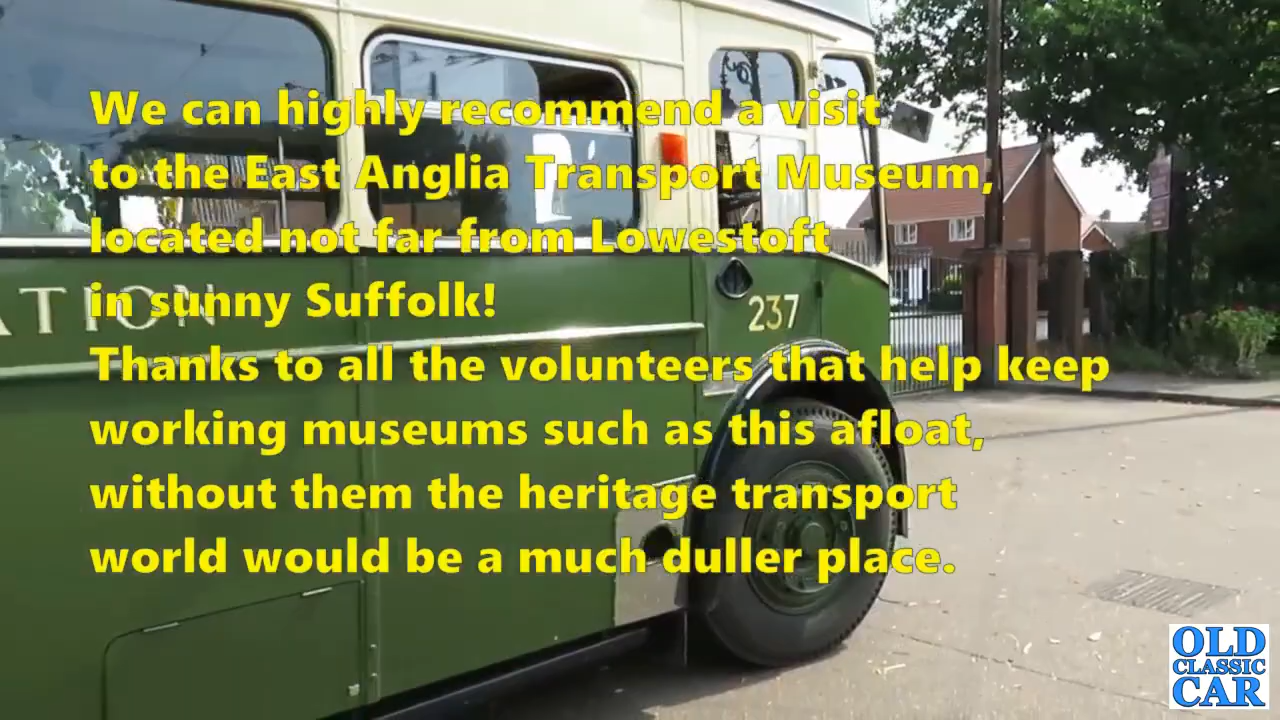 We can highly recommend a visit
to the East Anglia Transport Museum,
located not far from Lowestoft
in sunny Suffolk!
Thanks to all the volunteers that help keep
working museums such as this afloat,
without them the heritage transport
world would be a much duller place.
ATION
237
OLD
CLASSIC
CAR